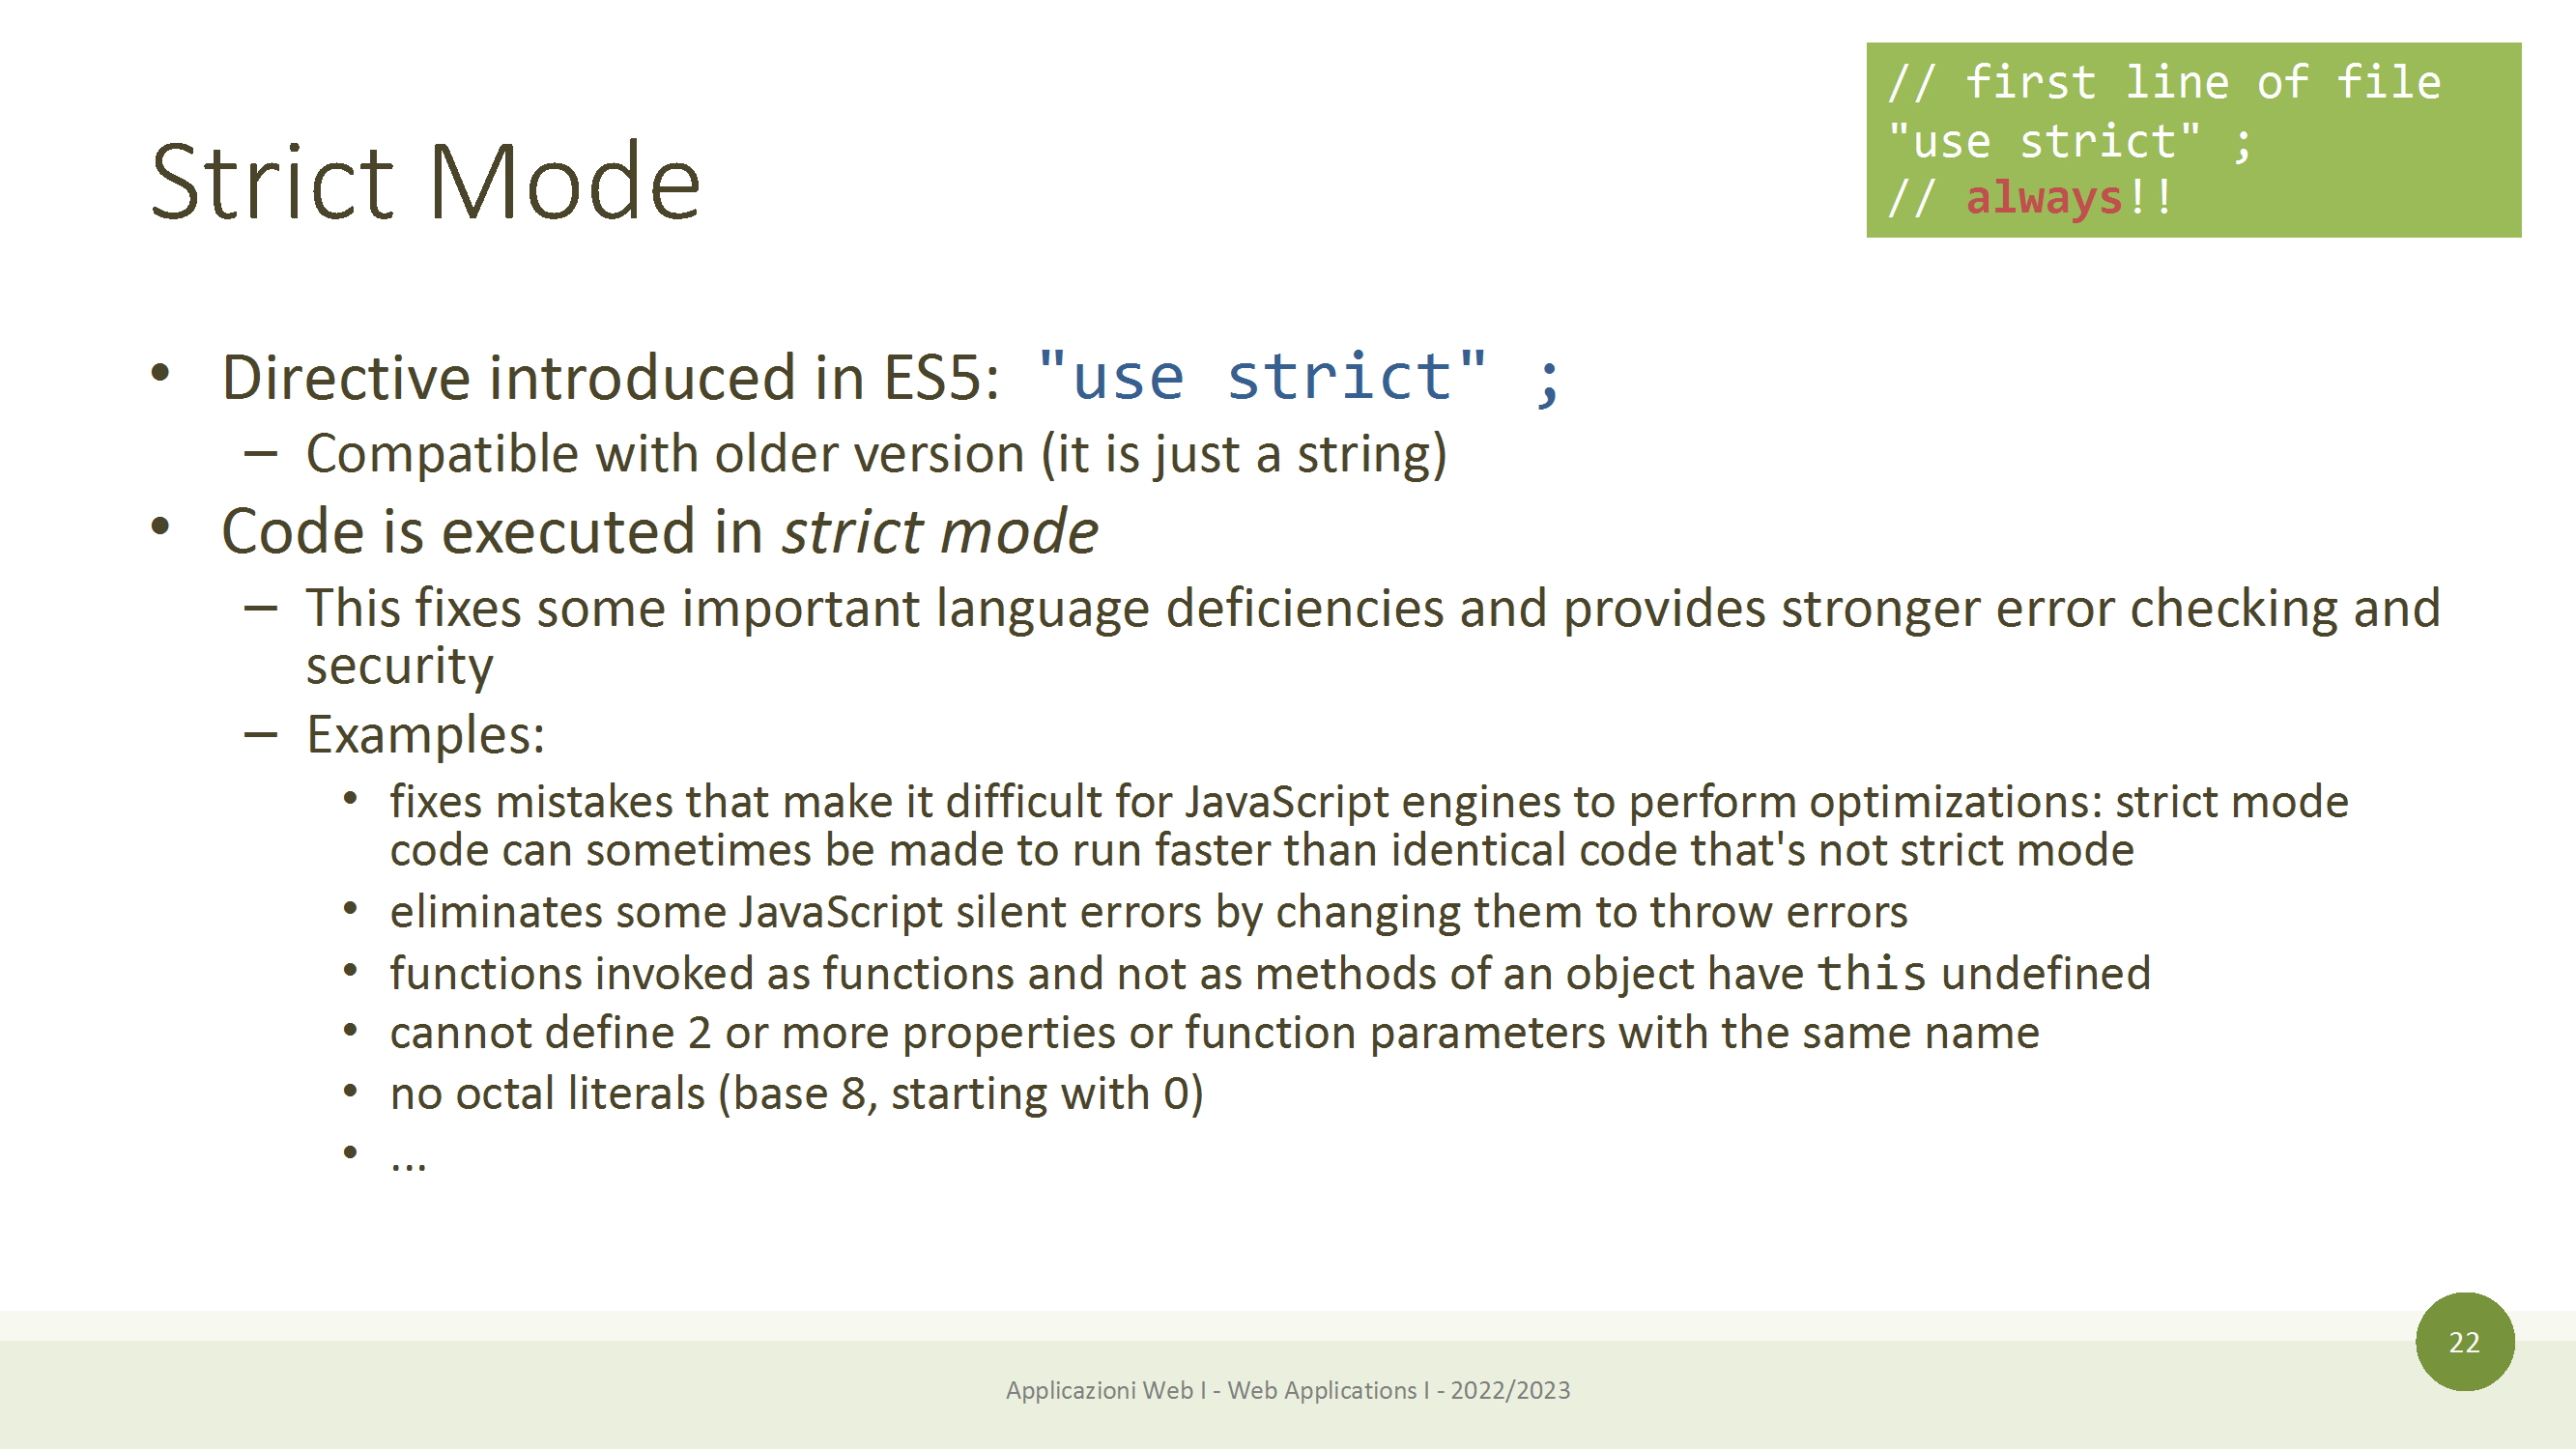 // first line of file
"use strict" ;
// always!!
Strict Mode
• Directive introduced in ES5: "use strict" ;
– Compatible with older version (it is just a string)
• Code is executed in strict mode
– This fixes some important language deficiencies and provides stronger error checking and
security
– Examples:
• fixes mistakes that make it difficult for JavaScript engines to perform optimizations: strict mode
code can sometimes be made to run faster than identical code that's not strict mode
• eliminates some JavaScript silent errors by changing them to throw errors
• functions invoked as functions and not as methods of an object have this undefined
• cannot define 2 or more properties or function parameters with the same name
• no octal literals (base 8, starting with 0)
• ...
22
Applicazioni Web I - Web Applications I - 2022/2023